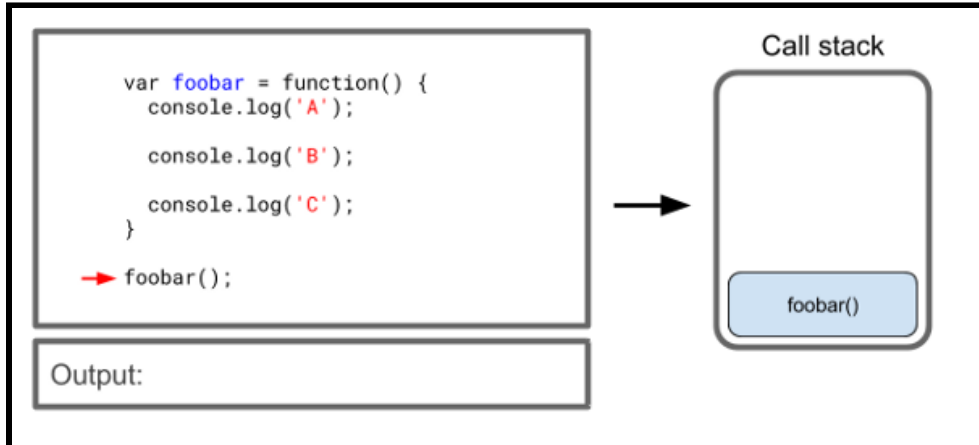 var foobar = function() {
console.log('A');
console.log('B');
console.log('C');
}
foobar();
Output:
Call stack
foobar()